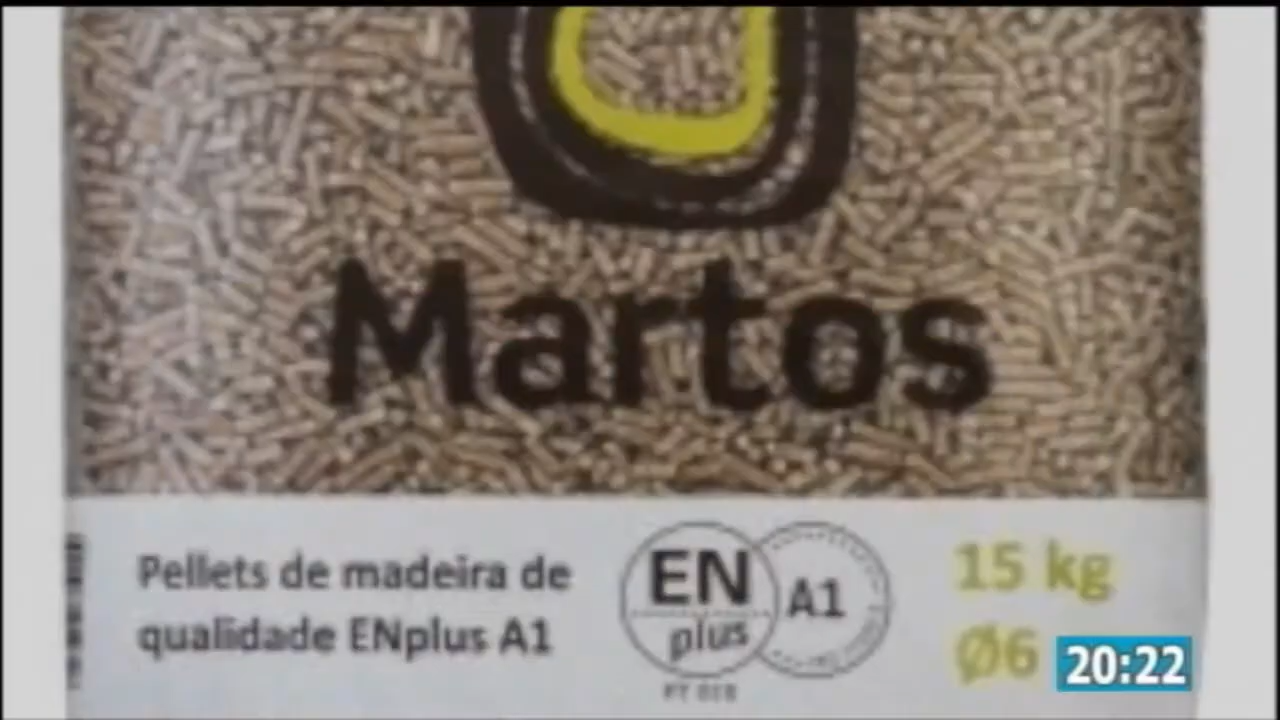 Martos
Pellets de madeira de
qualidade ENplus A1
EN
plus
A1
15 kg
Ø6
20:22